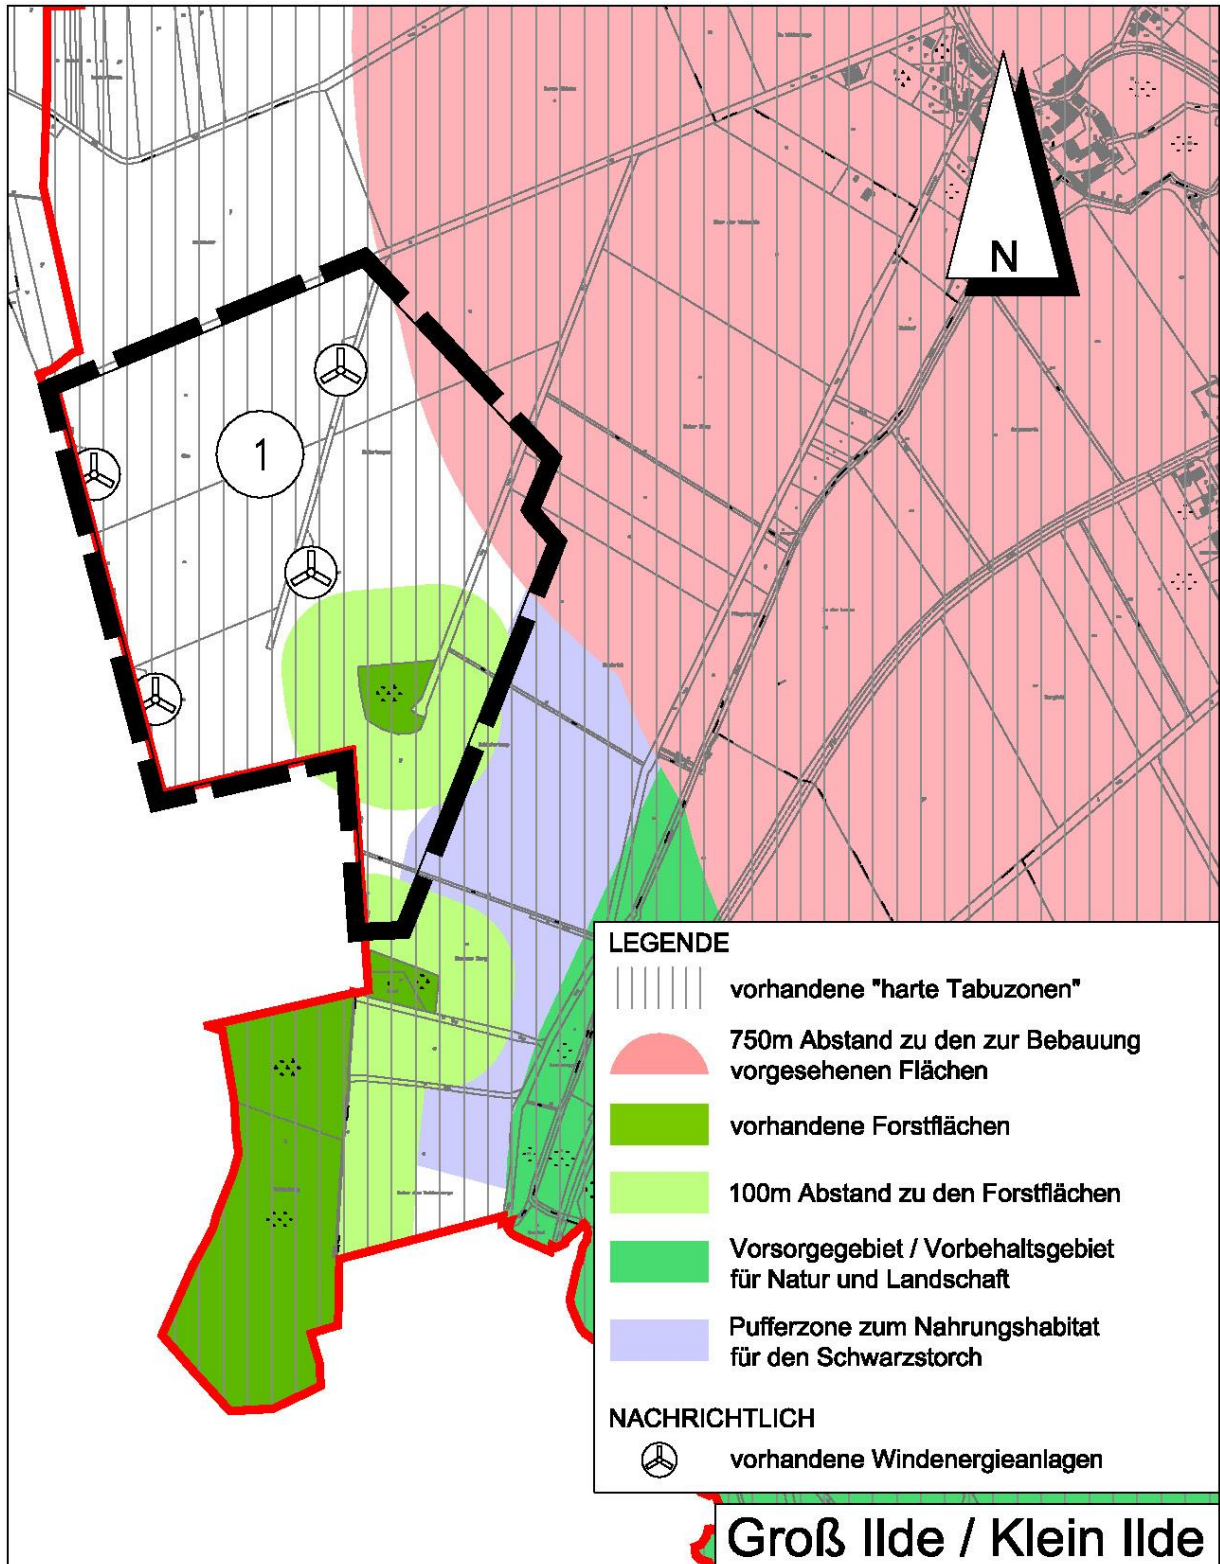 N
1
LEGENDE
vorhandene "harte Tabuzonen"
750m Abstand zu den zur Bebauung
vorgesehenen Flächen
vorhandene Forstflächen
100m Abstand zu den Forstflächen
Vorsorgegebiet / Vorbehaltsgebiet
für Natur und Landschaft
Pufferzone zum Nahrungshabitat
für den Schwarzstorch
NACHRICHTLICH
vorhandene Windenergieanlagen
Groß Ilde / Klein Ilde